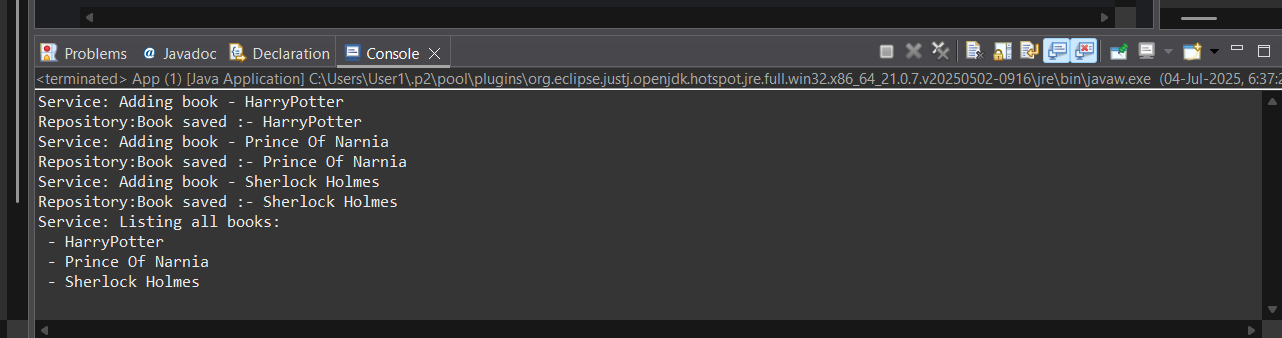 Problems @ Javadoc Declaration Console
<terminated> App (1) [Java Application] C:\Users\User1\.p2\pool\plugins\org.eclipse.justj.openjdk.hotspot.jre.full.win32.x86_64_21.0.7.v20250502-0916\jre\bin\javaw.exe (04-Jul-2025, 6:37:2
Service: Adding book - HarryPotter
Repository:Book saved :- HarryPotter
Service: Adding book - Prince Of Narnia
Repository:Book saved :- Prince Of Narnia
Service: Adding book - Sherlock Holmes
Repository:Book saved :- Sherlock Holmes
Service: Listing all books:
- HarryPotter
- Prince Of Narnia
- Sherlock Holmes